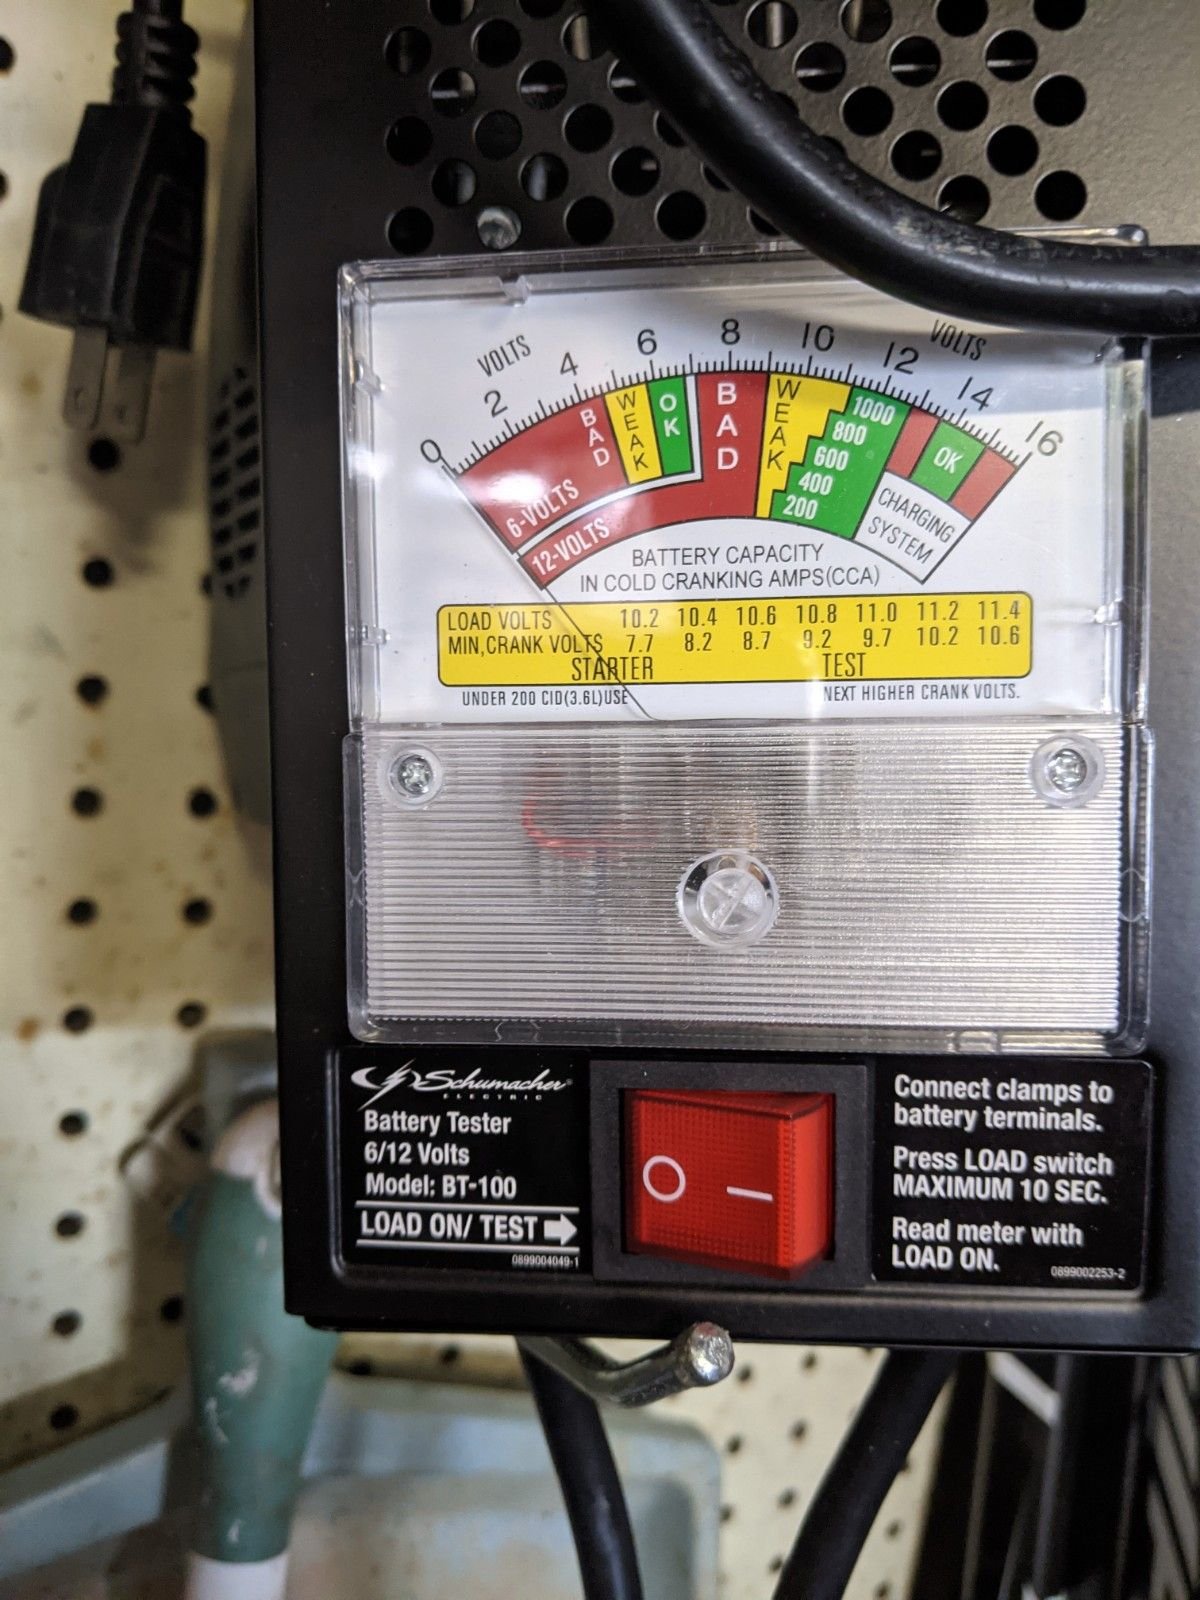 VOLTS VOLTS
0 2 4 6 8 10 12 14 16
BAD WEAK OK BAD WEAK 1000 OK
800
600
400
200
6-VOLTS
12-VOLTS
CHARGING
SYSTEM
BATTERY CAPACITY
IN COLD CRANKING AMPS(CCA)
LOAD VOLTS 10.2 10.4 10.6 10.8 11.0 11.2 11.4
MIN,CRANK VOLTS 7.7 8.2 8.7 9.2 9.7 10.2 10.6
STARTER TEST
UNDER 200 CID(3.6L)USE NEXT HIGHER CRANK VOLTS.
Schumacher®
ELECTRIC
Battery Tester
6/12 Volts
Model: BT-100
LOAD ON/ TEST
0899004049-1
Connect clamps to
battery terminals.
Press LOAD switch
MAXIMUM 10 SEC.
Read meter with
LOAD ON.
0899002253-2